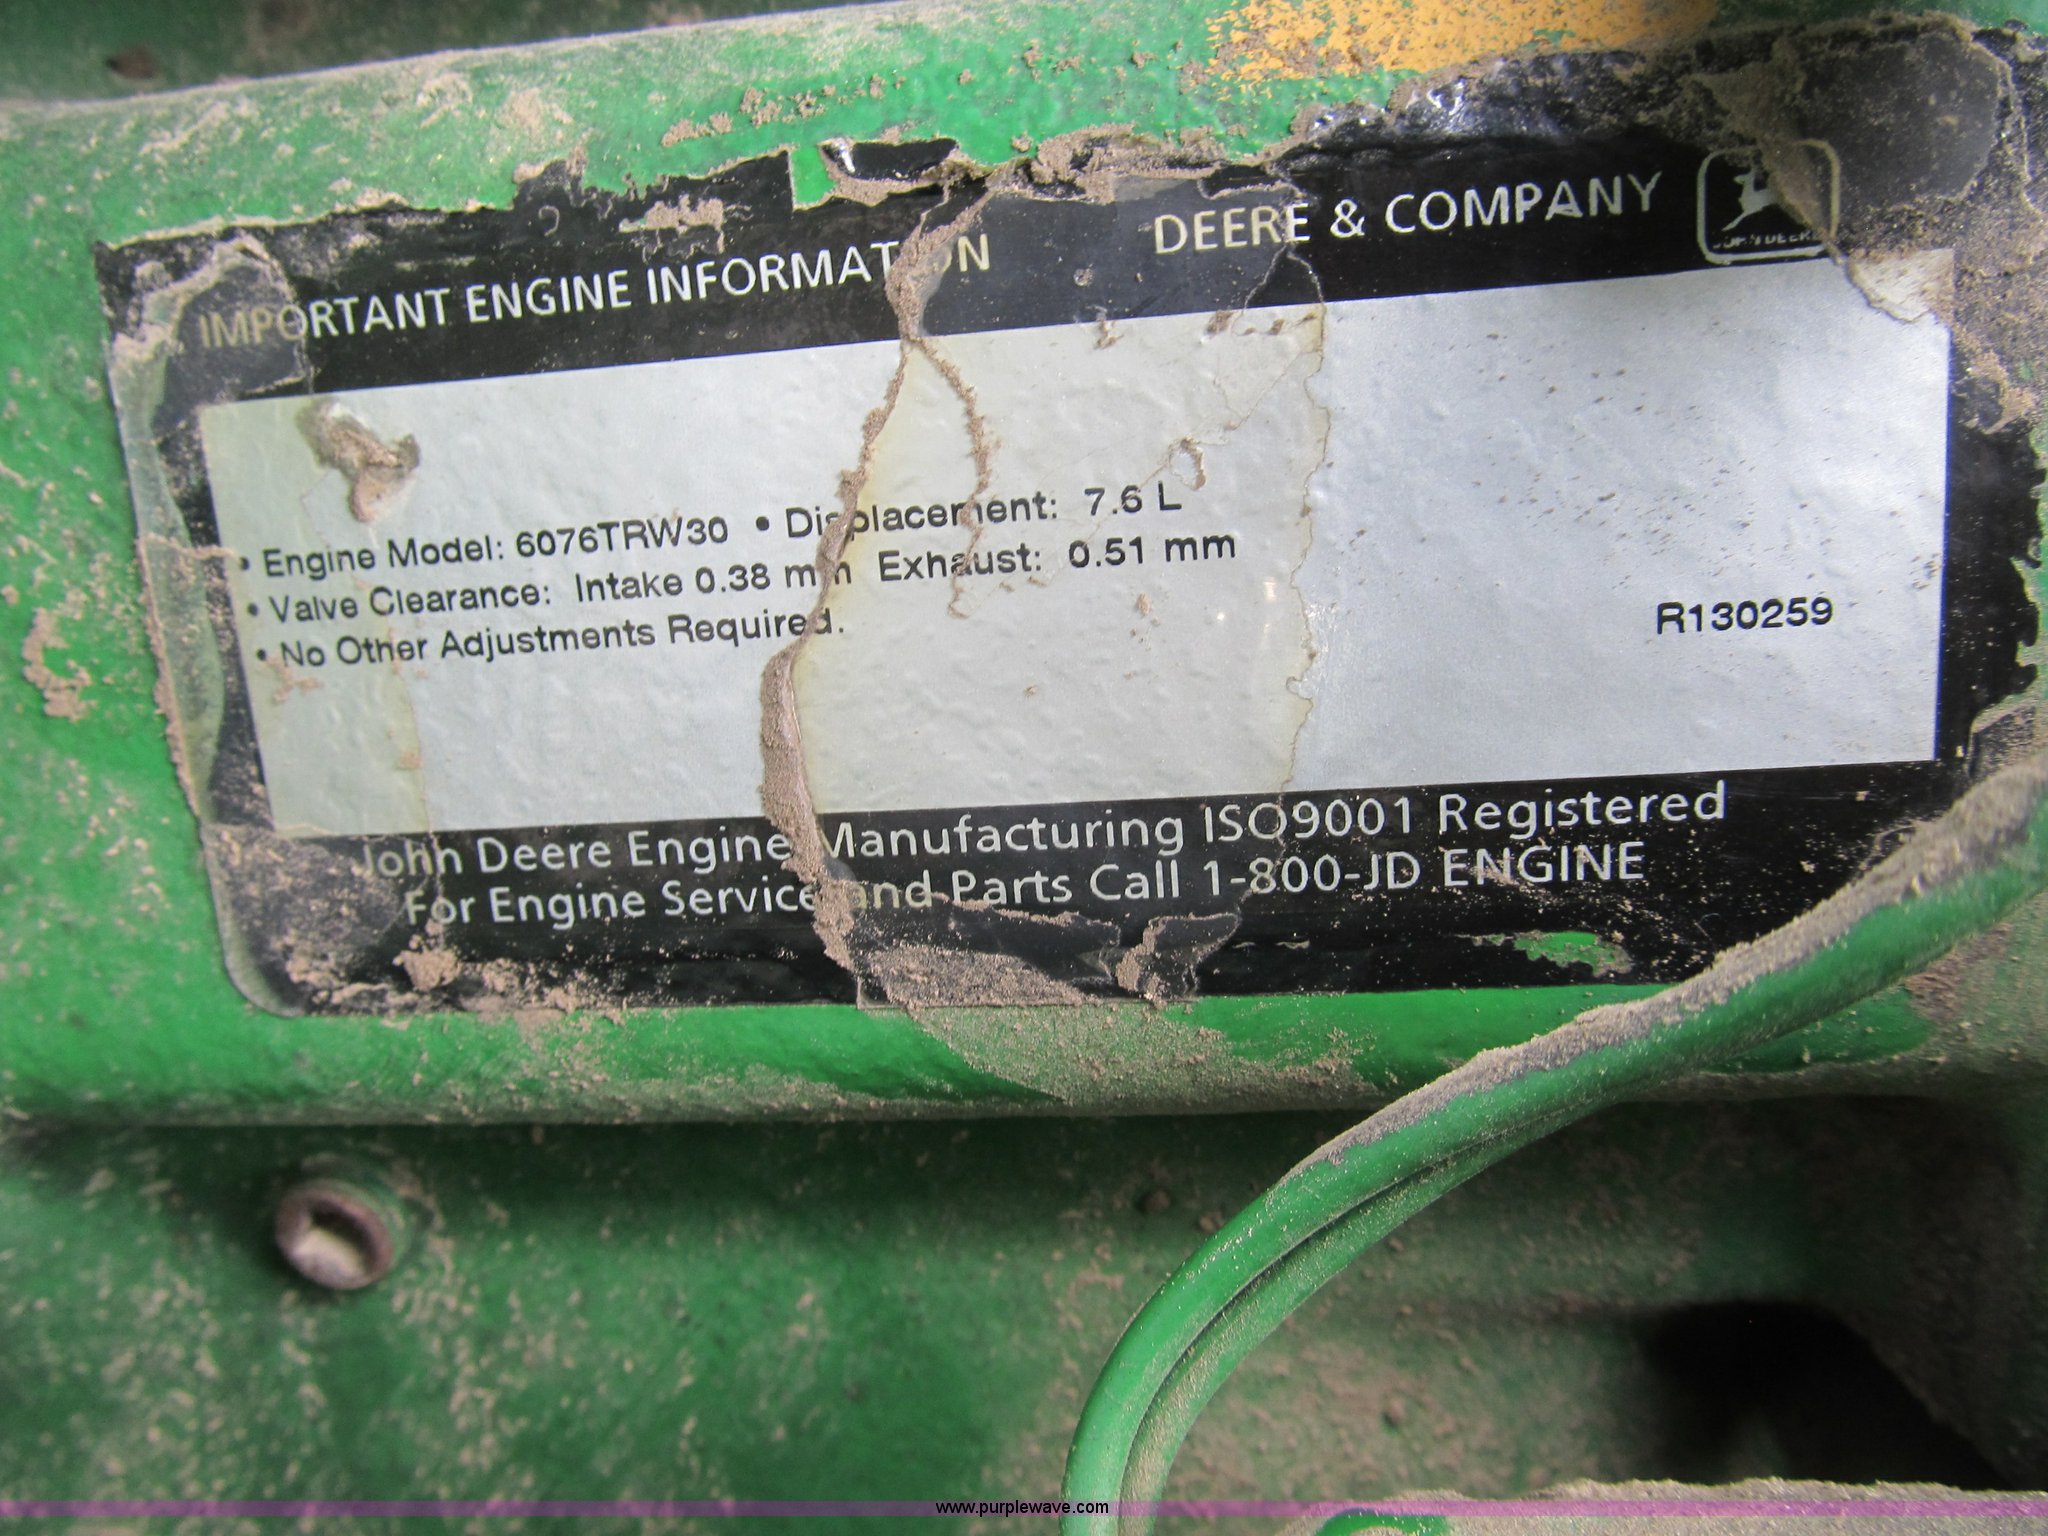 IMPORTANT ENGINE INFORMATION
DEERE & COMPANY
JOHN DEERE
• Engine Model: 6076TRW30 • Displacement: 7.6 L
• Valve Clearance: Intake 0.38 mm Exhaust: 0.51 mm
• No Other Adjustments Required.
R130259
John Deere Engine Manufacturing ISO9001 Registered
For Engine Service and Parts Call 1-800-JD ENGINE
www.purplewave.com